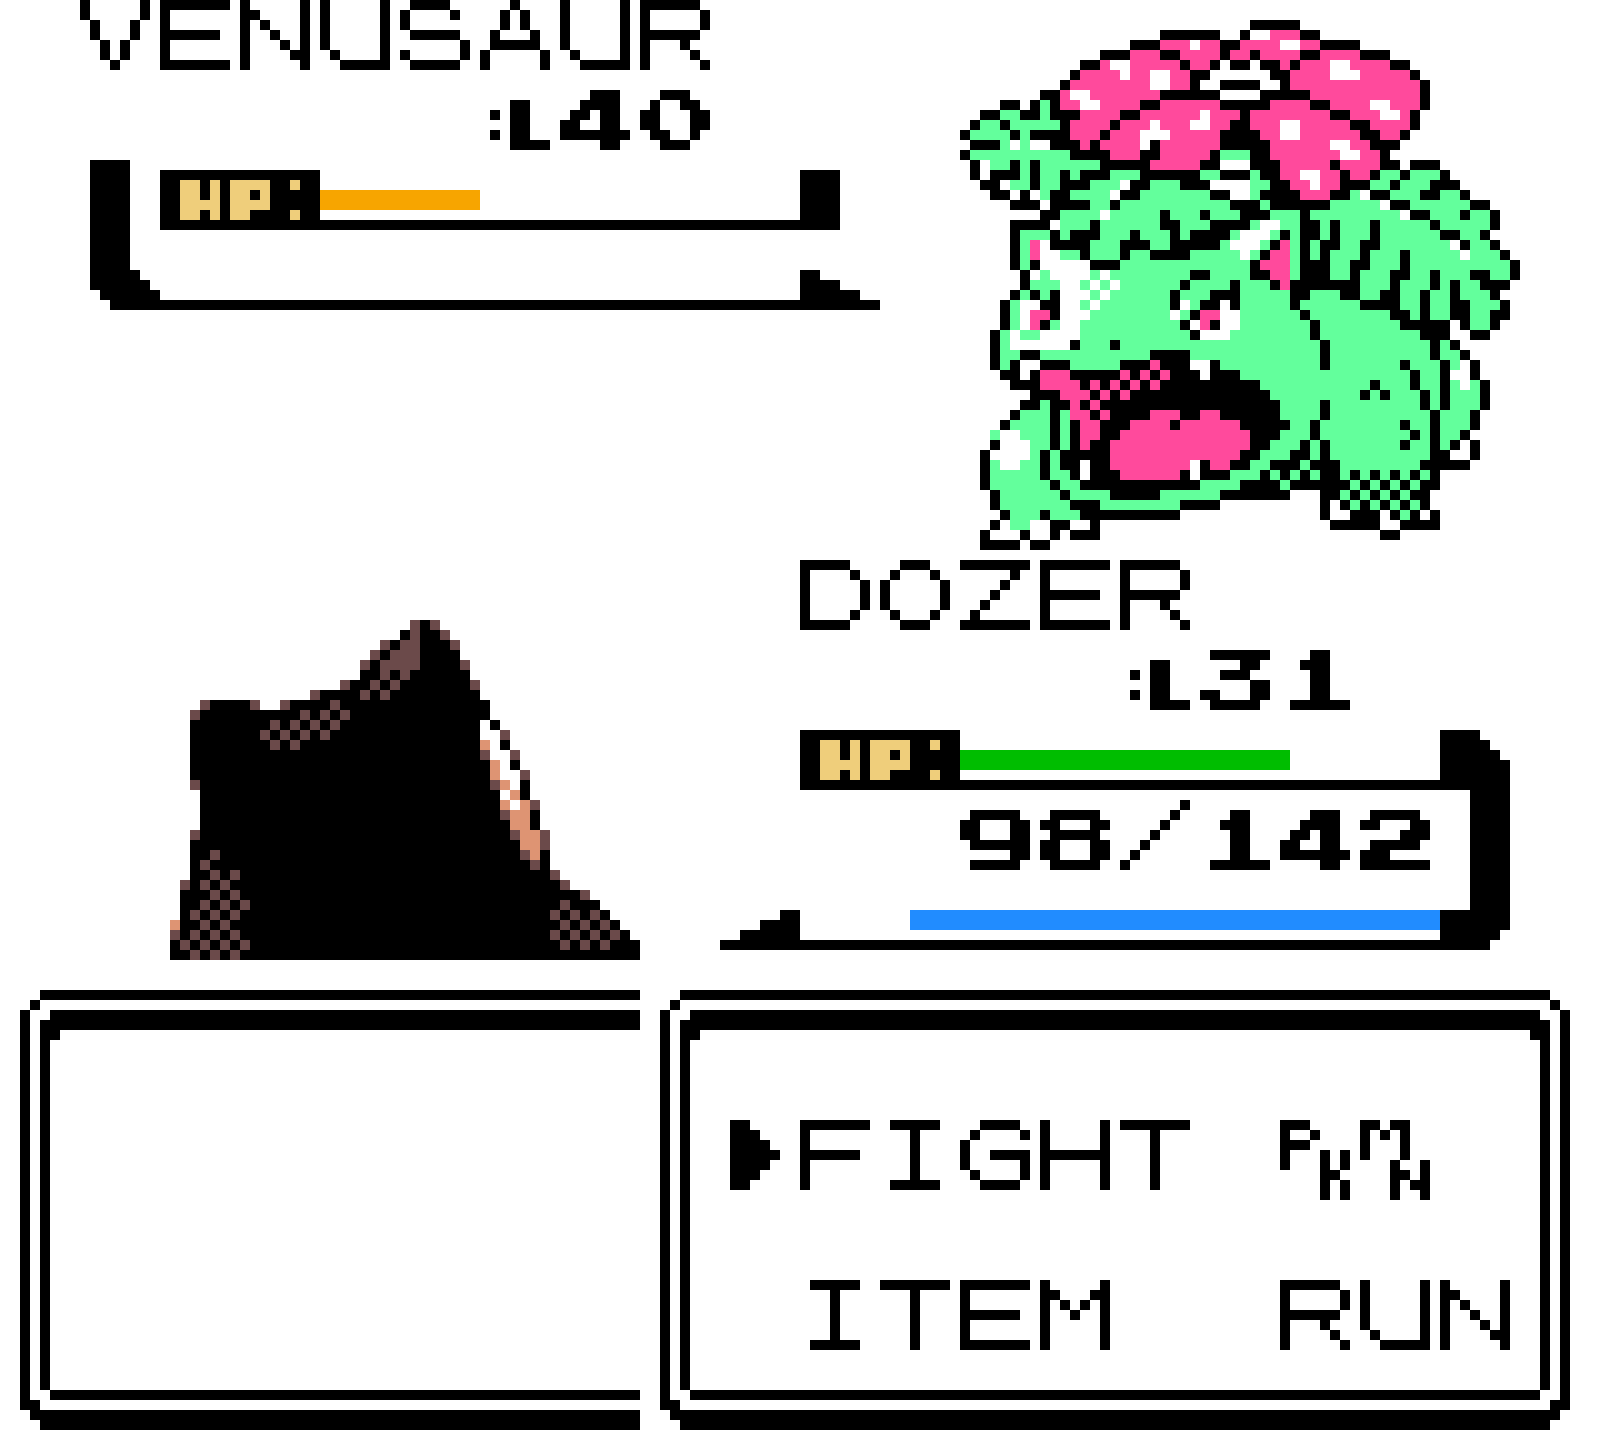 VENUSAUR
:L40
HP:
DOZER
:L31
HP:
98/142
FIGHT PKMN
ITEM RUN